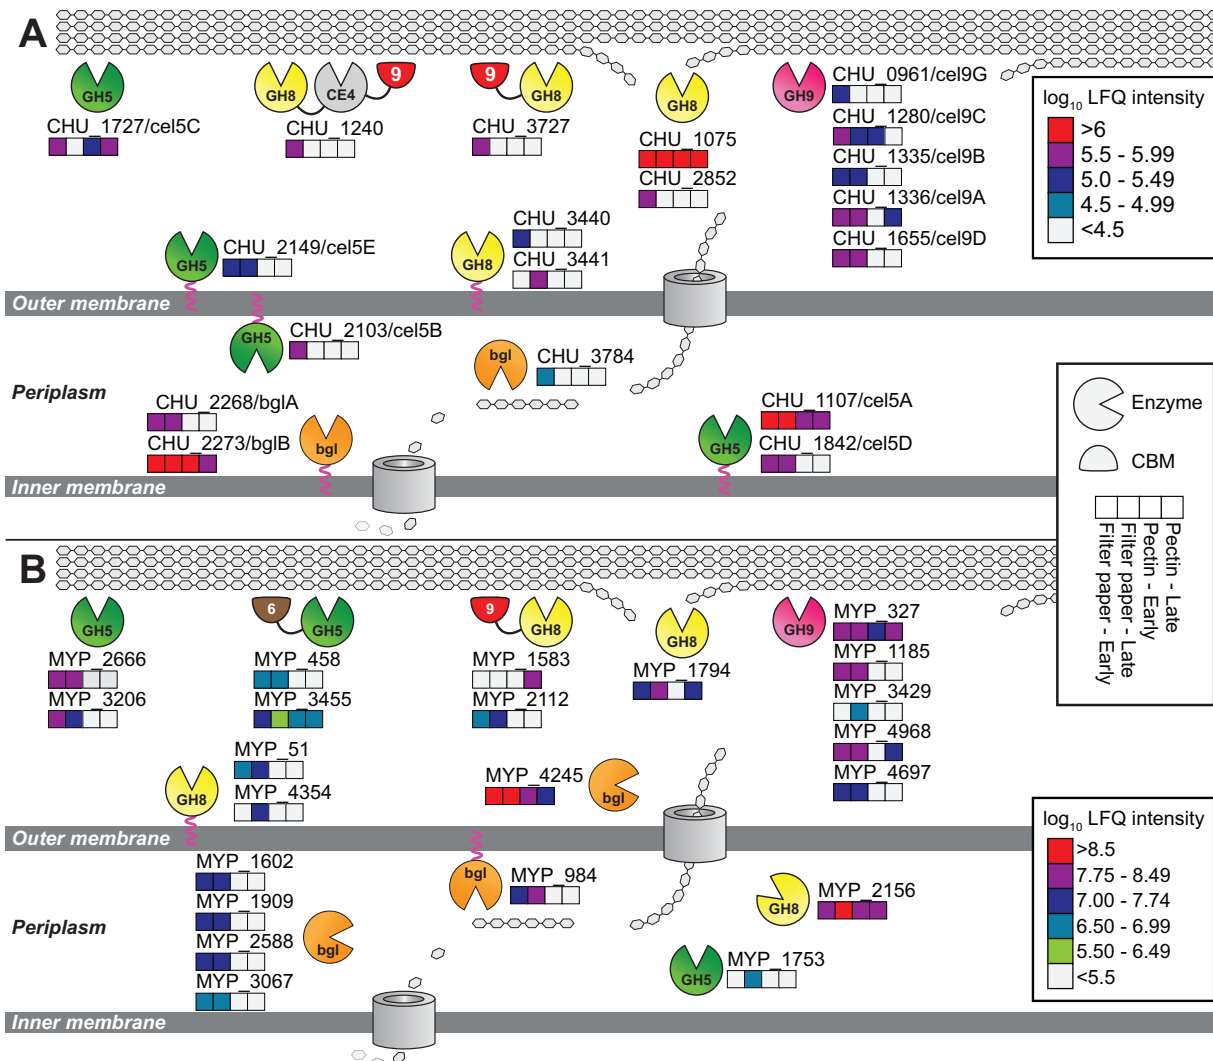 A
GH5
CHU_1727/cel5C
GH8
CE4
9
CHU_1240
9
GH8
CHU_3727
GH8
CHU_1075
CHU_2852
GH9
CHU_0961/cel9G
CHU_1280/cel9C
CHU_1335/cel9B
CHU_1336/cel9A
CHU_1655/cel9D
log10 LFQ intensity
>6
5.5 - 5.99
5.0 - 5.49
4.5 - 4.99
<4.5
GH5
CHU_2149/cel5E
GH8
CHU_3440
CHU_3441
Outer membrane
GH5
CHU_2103/cel5B
bgl
CHU_3784
Periplasm
CHU_2268/bglA
CHU_2273/bglB
bgl
GH5
CHU_1107/cel5A
CHU_1842/cel5D
Inner membrane
Enzyme
CBM
Filter paper - Early
Filter paper - Late
Pectin - Early
Pectin - Late
B
GH5
MYP_2666
MYP_3206
6
GH5
MYP_458
MYP_3455
9
GH8
MYP_1583
MYP_2112
GH8
MYP_1794
GH9
MYP_327
MYP_1185
MYP_3429
MYP_4968
MYP_4697
GH8
MYP_51
MYP_4354
MYP_4245
bgl
Outer membrane
log10 LFQ intensity
>8.5
7.75 - 8.49
7.00 - 7.74
6.50 - 6.99
5.50 - 6.49
<5.5
MYP_1602
MYP_1909
MYP_2588
MYP_3067
bgl
bgl
MYP_984
GH8
MYP_2156
GH5
MYP_1753
Periplasm
Inner membrane